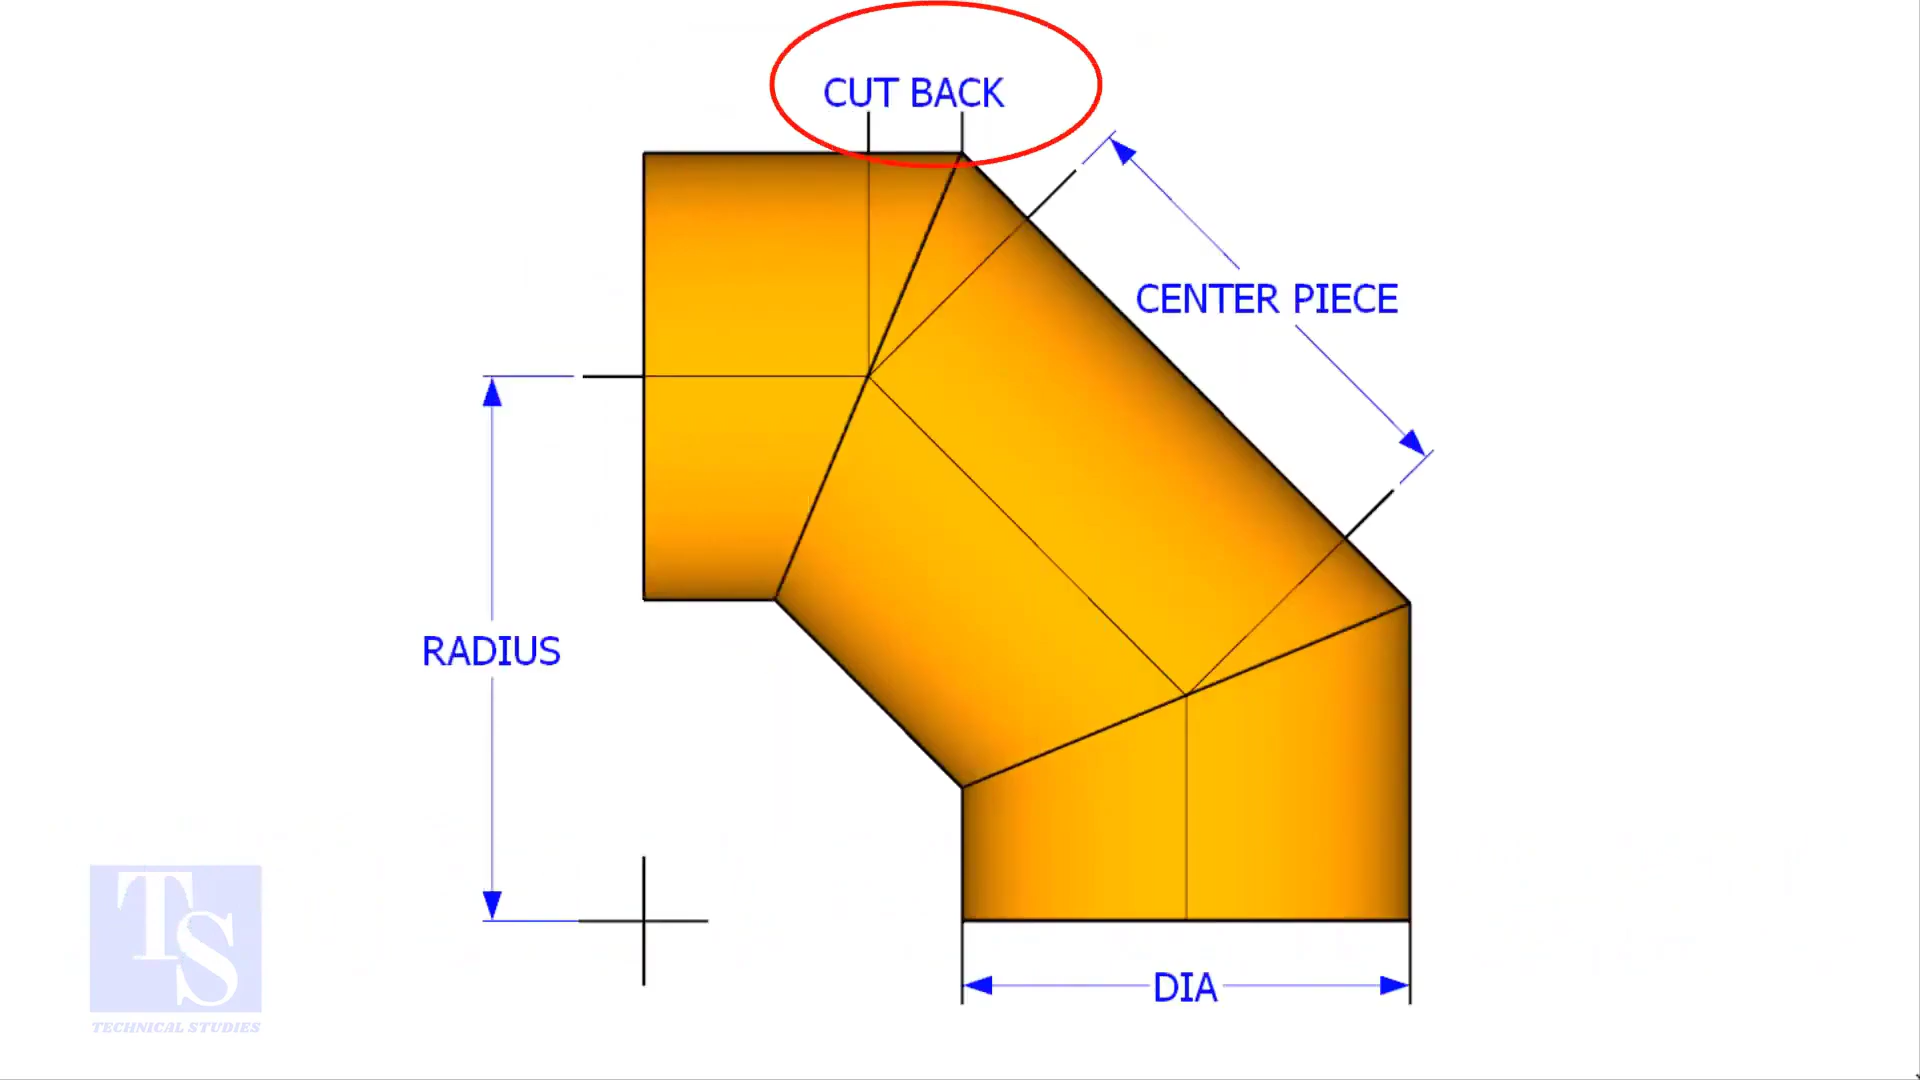 CUT BACK
CENTER PIECE
RADIUS
DIA
TS
TECHNICAL STUDIES